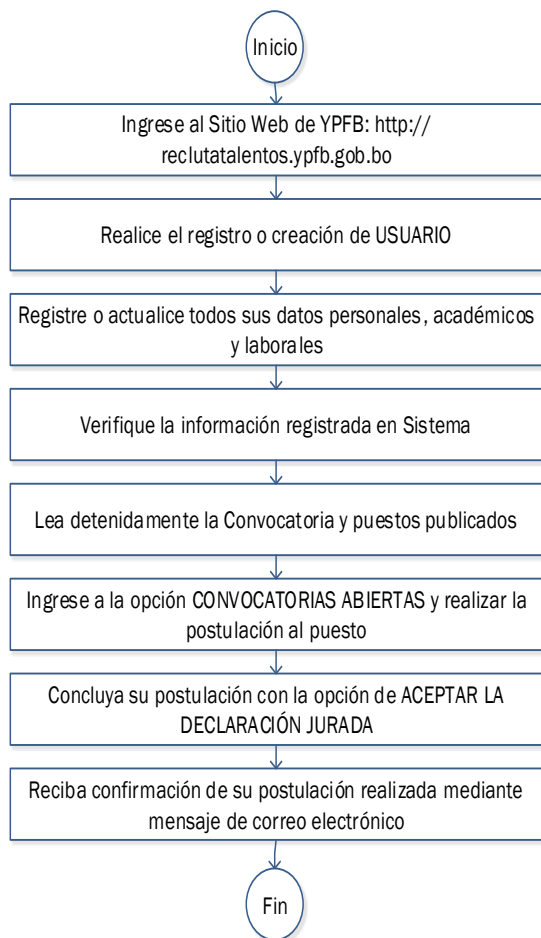 Inicio
Ingrese al Sitio Web de YPFB: http://
reclutatalentos.ypfb.gob.bo
Realice el registro o creación de USUARIO
Registre o actualice todos sus datos personales, académicos
y laborales
Verifique la información registrada en Sistema
Lea detenidamente la Convocatoria y puestos publicados
Ingrese a la opción CONVOCATORIAS ABIERTAS y realizar la
postulación al puesto
Concluya su postulación con la opción de ACEPTAR LA
DECLARACIÓN JURADA
Reciba confirmación de su postulación realizada mediante
mensaje de correo electrónico
Fin